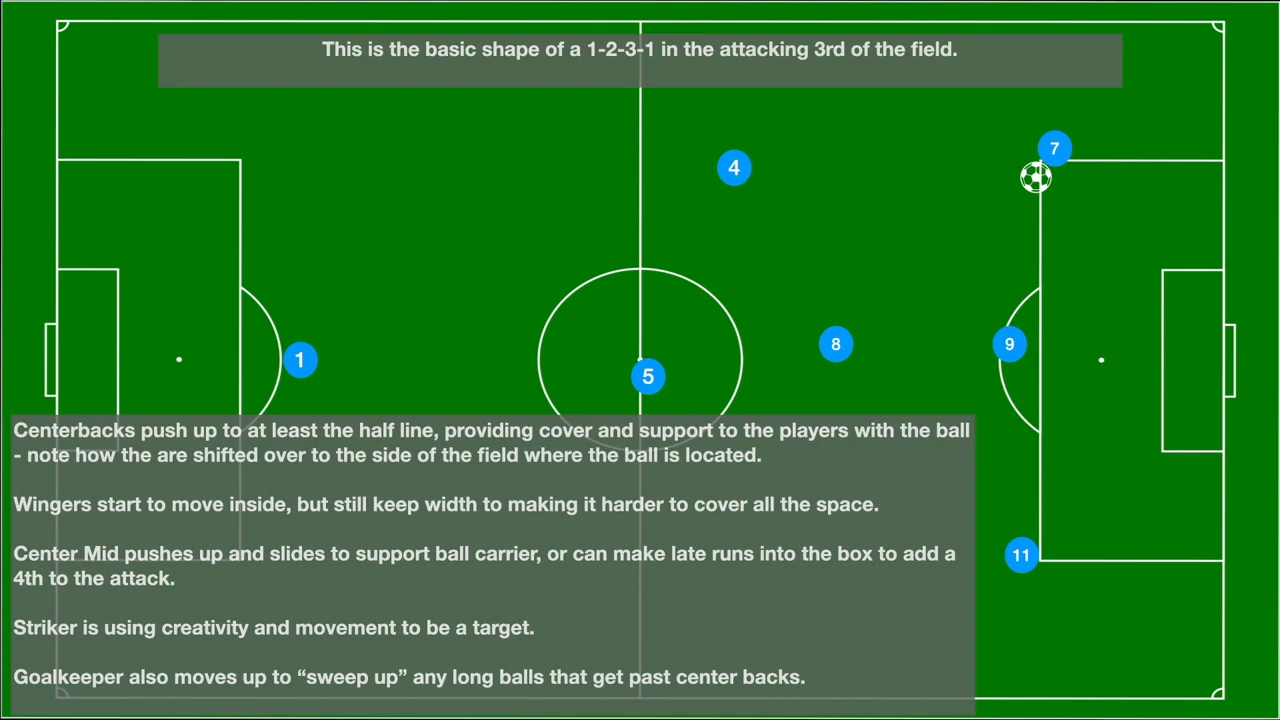 This is the basic shape of a 1-2-3-1 in the attacking 3rd of the field.
7
4
8
9
1
5
Centerbacks push up to at least the half line, providing cover and support to the players with the ball
- note how the are shifted over to the side of the field where the ball is located.
Wingers start to move inside, but still keep width to making it harder to cover all the space.
Center Mid pushes up and slides to support ball carrier, or can make late runs into the box to add a
4th to the attack.
11
Striker is using creativity and movement to be a target.
Goalkeeper also moves up to “sweep up” any long balls that get past center backs.